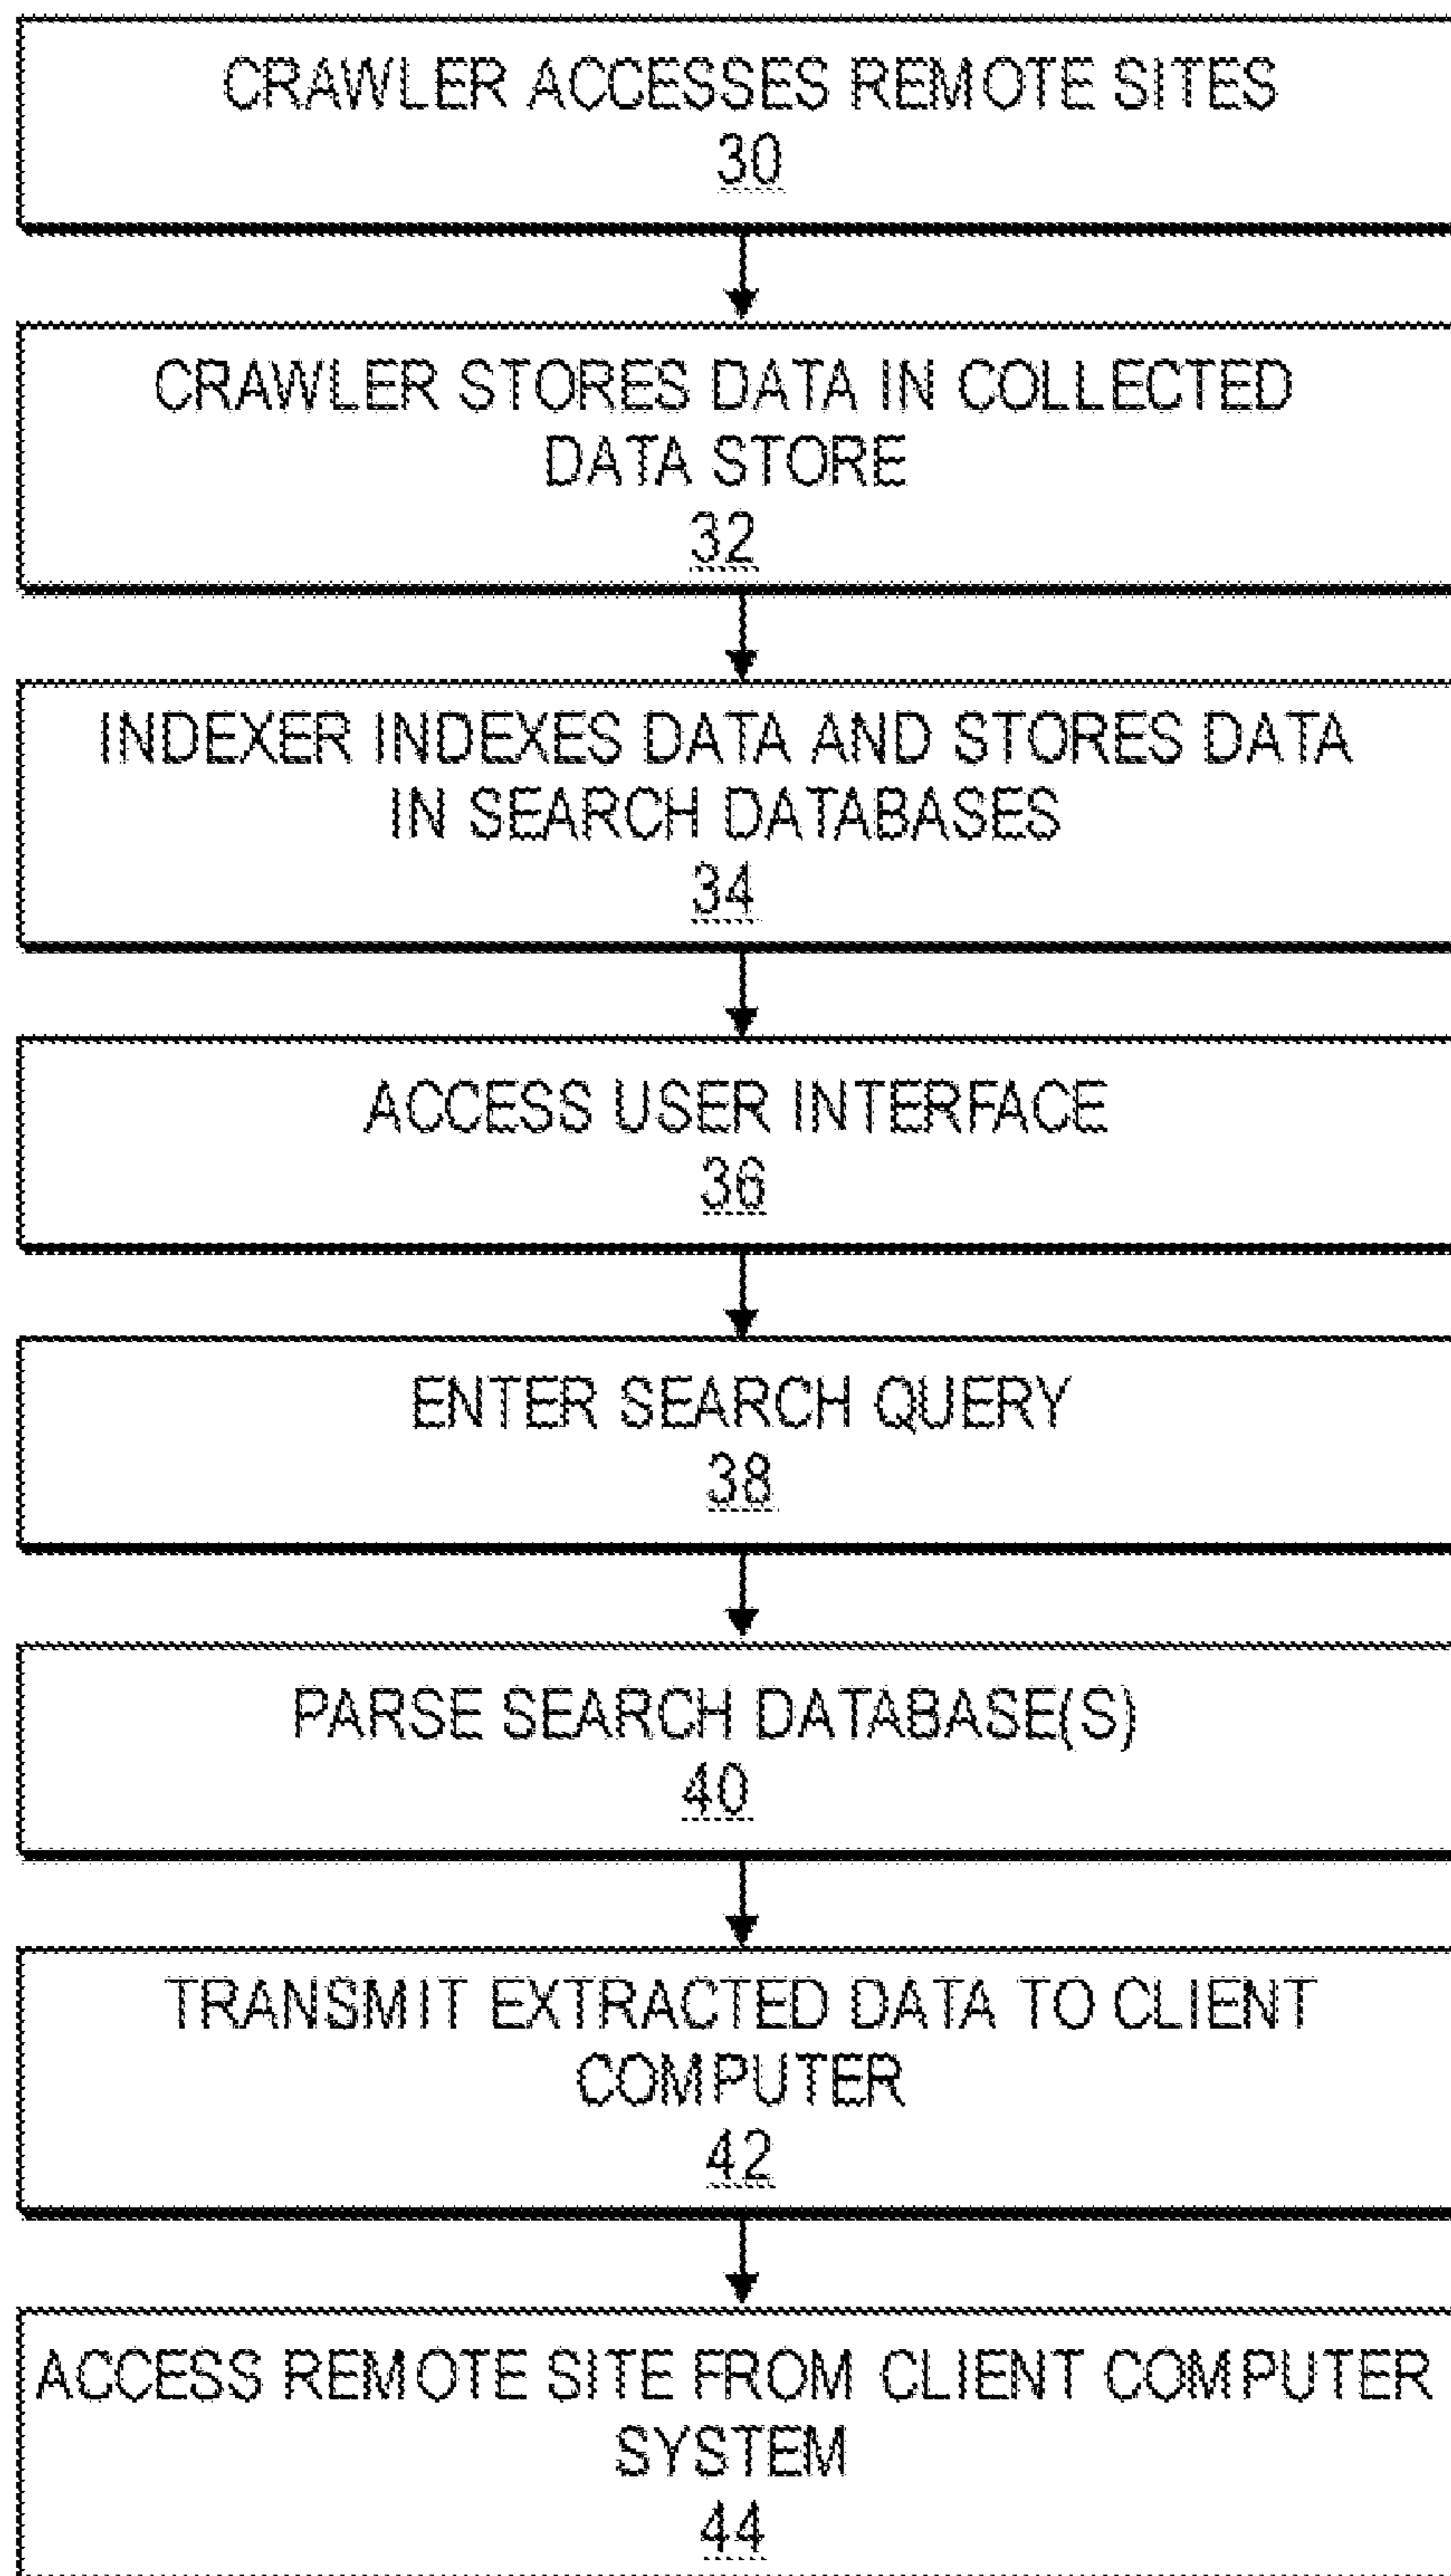 CRAWLER ACCESSES REMOTE SITES
30
CRAWLER STORES DATA IN COLLECTED
DATA STORE
32
INDEXER INDEXES DATA AND STORES DATA
IN SEARCH DATABASES
34
ACCESS USER INTERFACE
36
ENTER SEARCH QUERY
38
PARSE SEARCH DATABASE(S)
40
TRANSMIT EXTRACTED DATA TO CLIENT
COMPUTER
42
ACCESS REMOTE SITE FROM CLIENT COMPUTER
SYSTEM
44